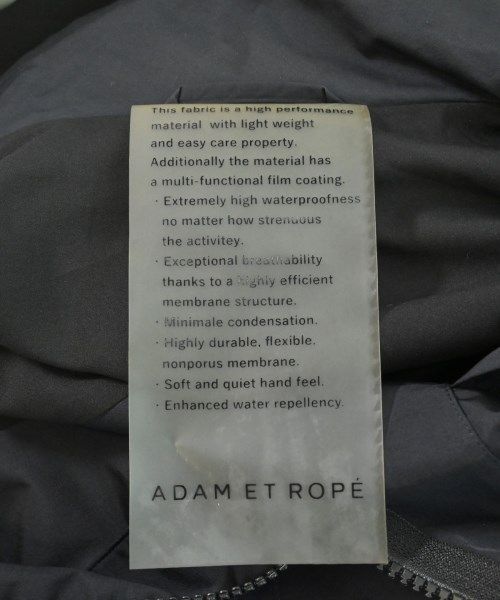 This fabric is a high performance
material with light weight
and easy care property.
Additionally the material has
a multi-functional film coating.
· Extremely high waterproofness
no matter how strenuous
the activitey.
· Exceptional breathability
thanks to a highly efficient
membrane structure.
· Minimale condensation.
· Highly durable, flexible,
nonporus membrane.
· Soft and quiet hand feel.
· Enhanced water repellency.
ADAM ET ROPÉ